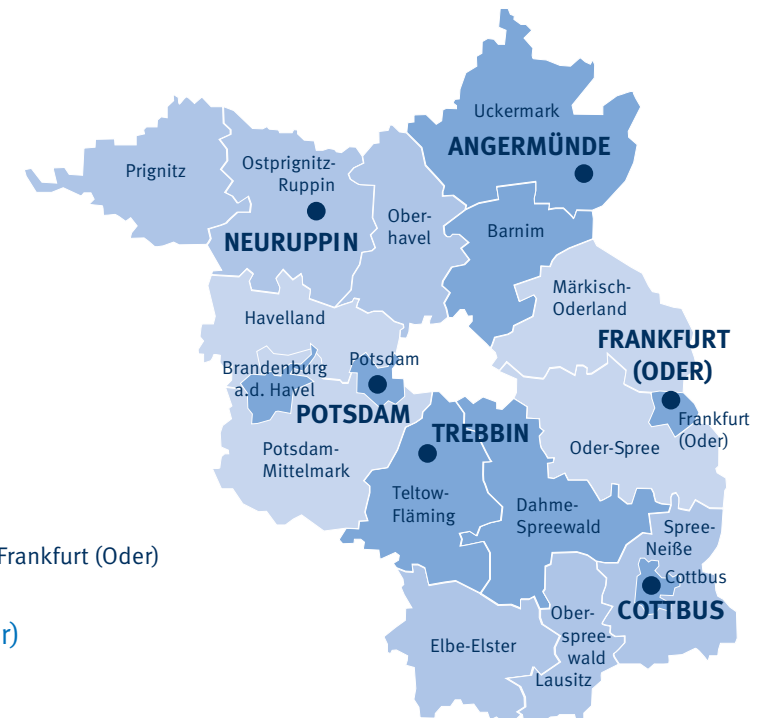 Uckermark
ANGERMÜNDE
Prignitz
Ostprignitz-
Ruppin
NEURUPPIN
Ober-
havel
Barnim
Märkisch-
Oderland
Havelland
FRANKFURT
(ODER)
Brandenburg
a.d. Havel
Potsdam
POTSDAM
TREBBIN
Frankfurt
(Oder)
Potsdam-
Mittelmark
Oder-Spree
Teltow-
Fläming
Dahme-
Spreewald
Spree-
Neiße
Frankfurt (Oder)
Cottbus
COTTBUS
r)
Elbe-Elster
Ober-
spree-
wald
Lausitz